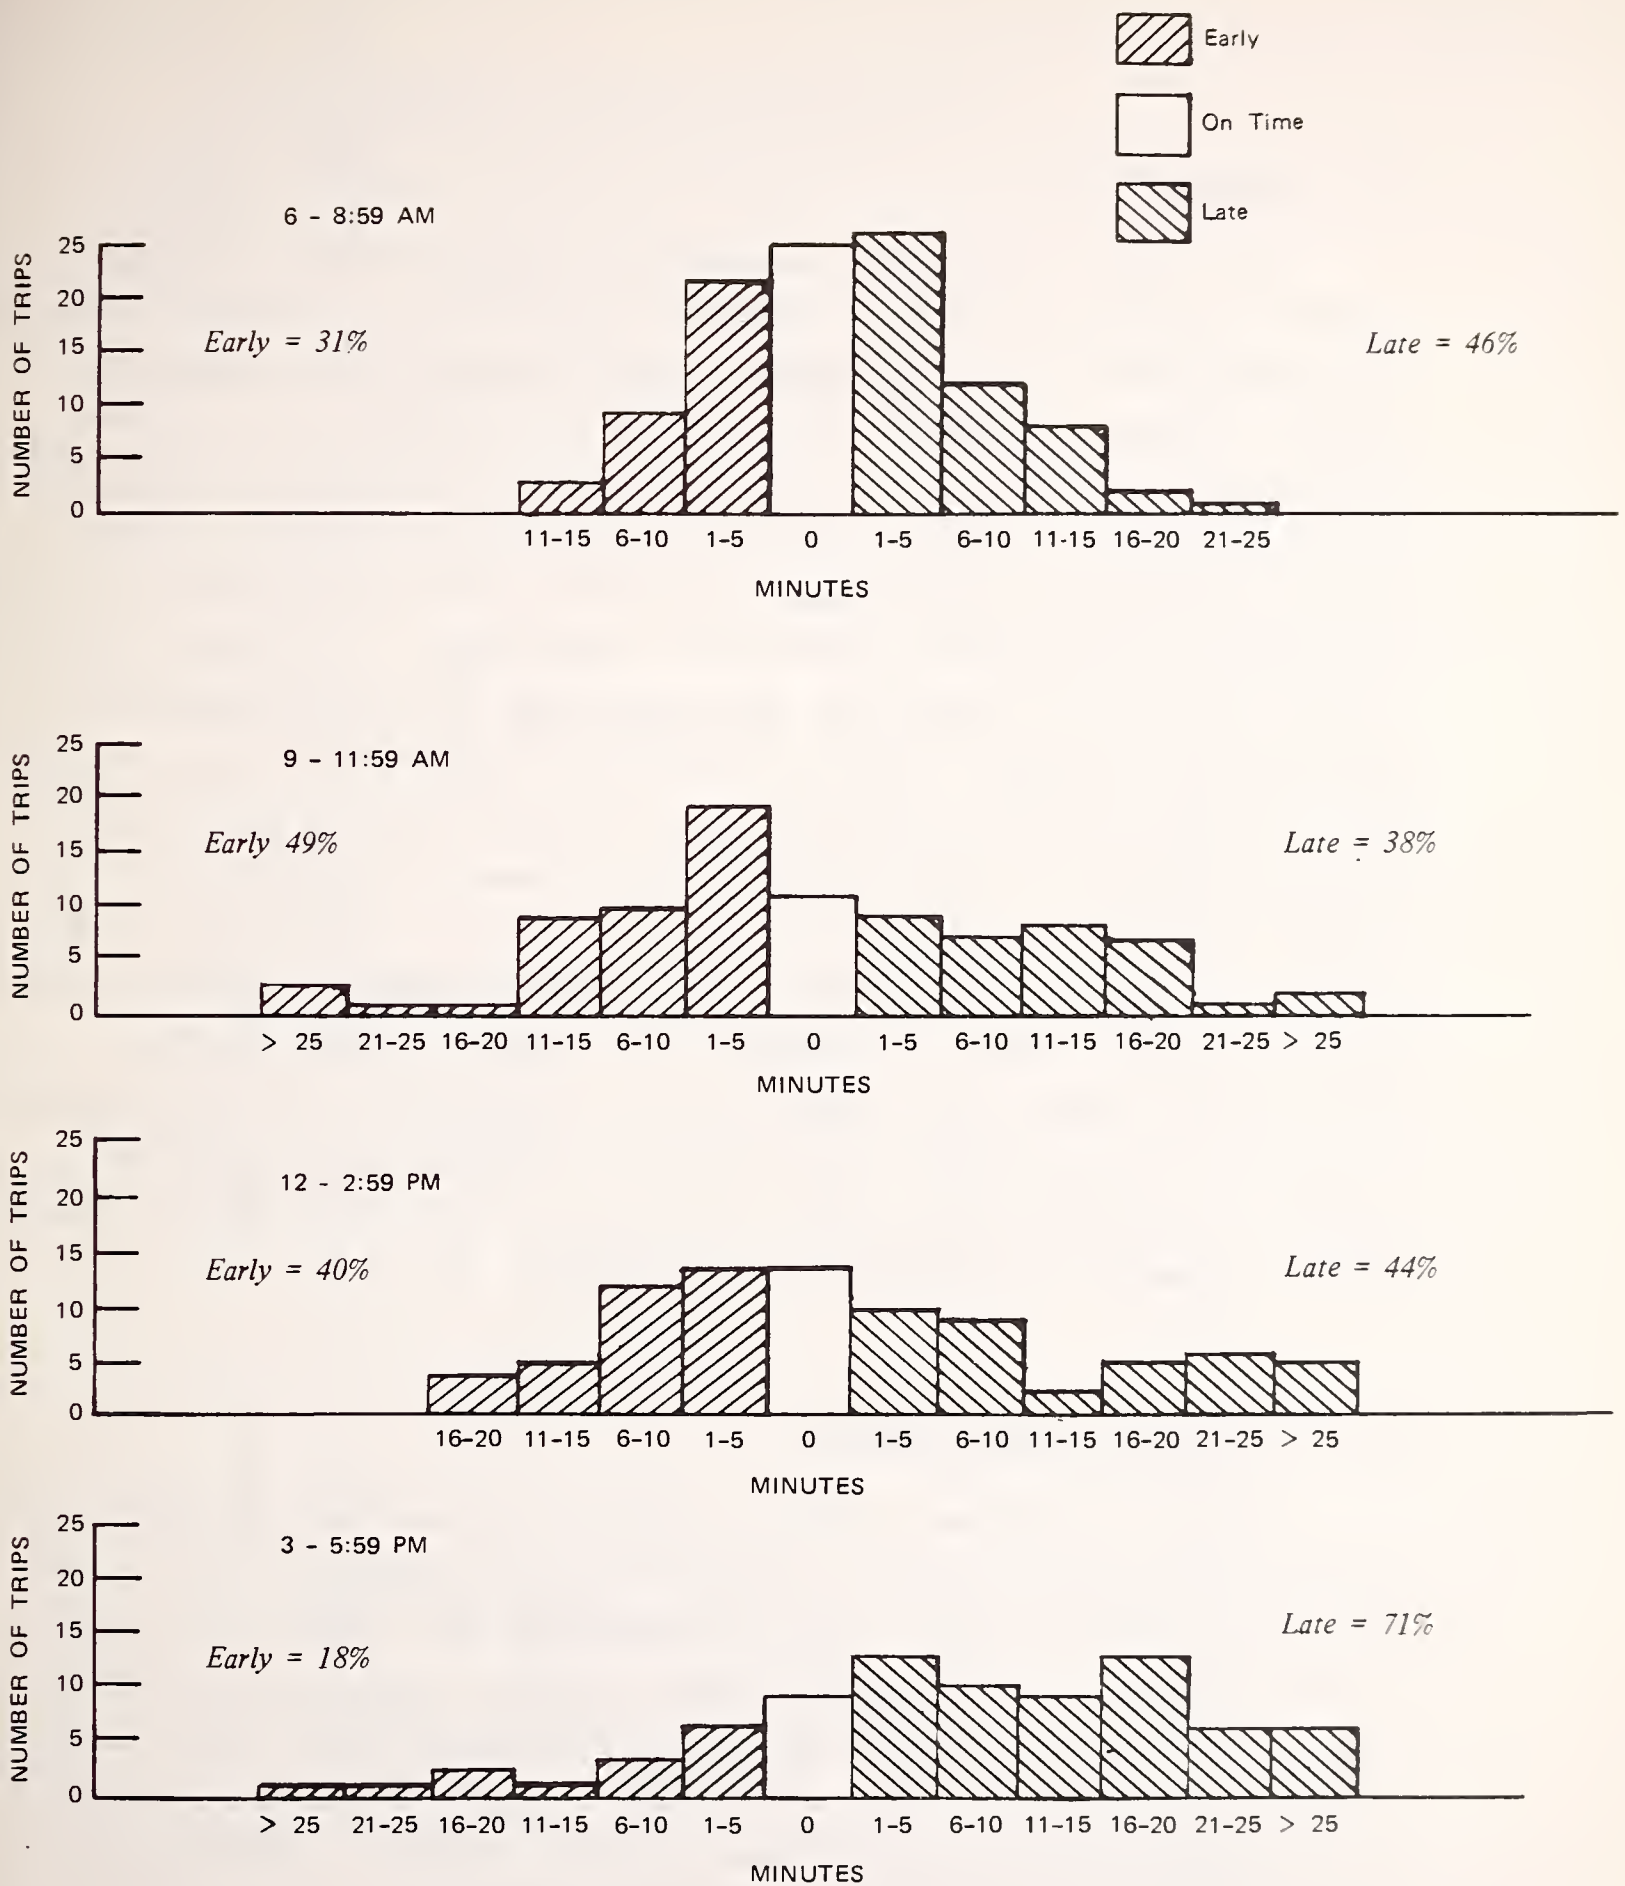 Early
On Time
Late
6 - 8:59 AM
NUMBER OF TRIPS
25
20
15
10
5
0
Early = 31%
Late = 46%
11-15 6-10 1-5 0 1-5 6-10 11-15 16-20 21-25
MINUTES
9 - 11:59 AM
NUMBER OF TRIPS
25
20
15
10
5
0
Early 49%
Late = 38%
> 25 21-25 16-20 11-15 6-10 1-5 0 1-5 6-10 11-15 16-20 21-25 > 25
MINUTES
12 - 2:59 PM
NUMBER OF TRIPS
25
20
15
10
5
0
Early = 40%
Late = 44%
16-20 11-15 6-10 1-5 0 1-5 6-10 11-15 16-20 21-25 > 25
MINUTES
3 - 5:59 PM
NUMBER OF TRIPS
25
20
15
10
5
0
Early = 18%
Late = 71%
> 25 21-25 16-20 11-15 6-10 1-5 0 1-5 6-10 11-15 16-20 21-25 > 25
MINUTES